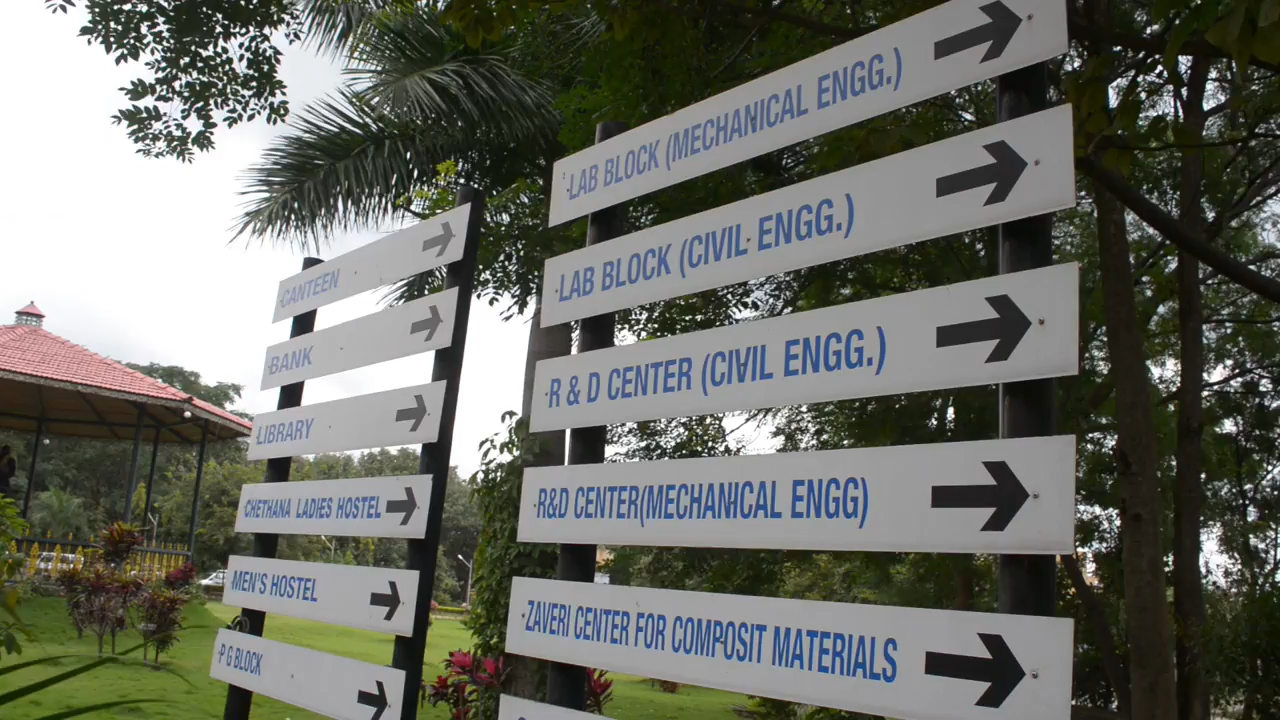 CANTEEN
BANK
LIBRARY
CHETHANA LADIES HOSTEL
MEN'S HOSTEL
P G BLOCK
LAB BLOCK (MECHANICAL ENGG.)
LAB BLOCK (CIVIL ENGG.)
R & D CENTER (CIVIL ENGG.)
R&D CENTER(MECHANICAL ENGG)
ZAVERI CENTER FOR COMPOSIT MATERIALS